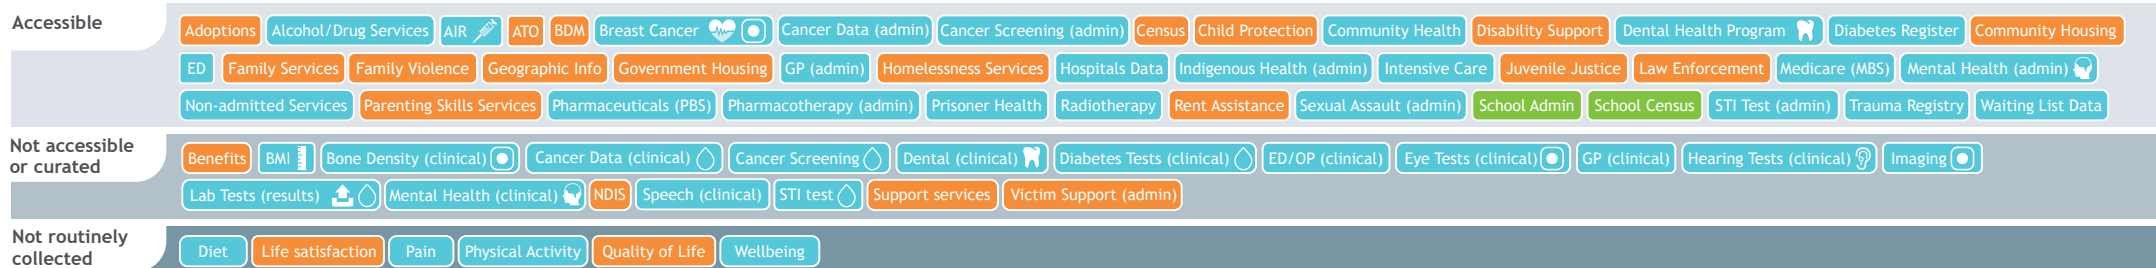 Accessible
Adoptions Alcohol/Drug Services AIR ATO BDM Breast Cancer Cancer Data (admin) Cancer Screening (admin) Census Child Protection Community Health Disability Support Dental Health Program Diabetes Register Community Housing
ED Family Services Family Violence Geographic Info Government Housing GP (admin) Homelessness Services Hospitals Data Indigenous Health (admin) Intensive Care Juvenile Justice Law Enforcement Medicare (MBS) Mental Health (admin)
Non-admitted Services Parenting Skills Services Pharmaceuticals (PBS) Pharmacotherapy (admin) Prisoner Health Radiotherapy Rent Assistance Sexual Assault (admin) School Admin School Census STI Test (admin) Trauma Registry Waiting List Data
Not accessible
or curated
Benefits BMI Bone Density (clinical) Cancer Data (clinical) Cancer Screening Dental (clinical) Diabetes Tests (clinical) ED/OP (clinical) Eye Tests (clinical) GP (clinical) Hearing Tests (clinical) Imaging
Lab Tests (results) Mental Health (clinical) NDIS Speech (clinical) STI test Support services Victim Support (admin)
Not routinely
collected
Diet Life satisfaction Pain Physical Activity Quality of Life Wellbeing